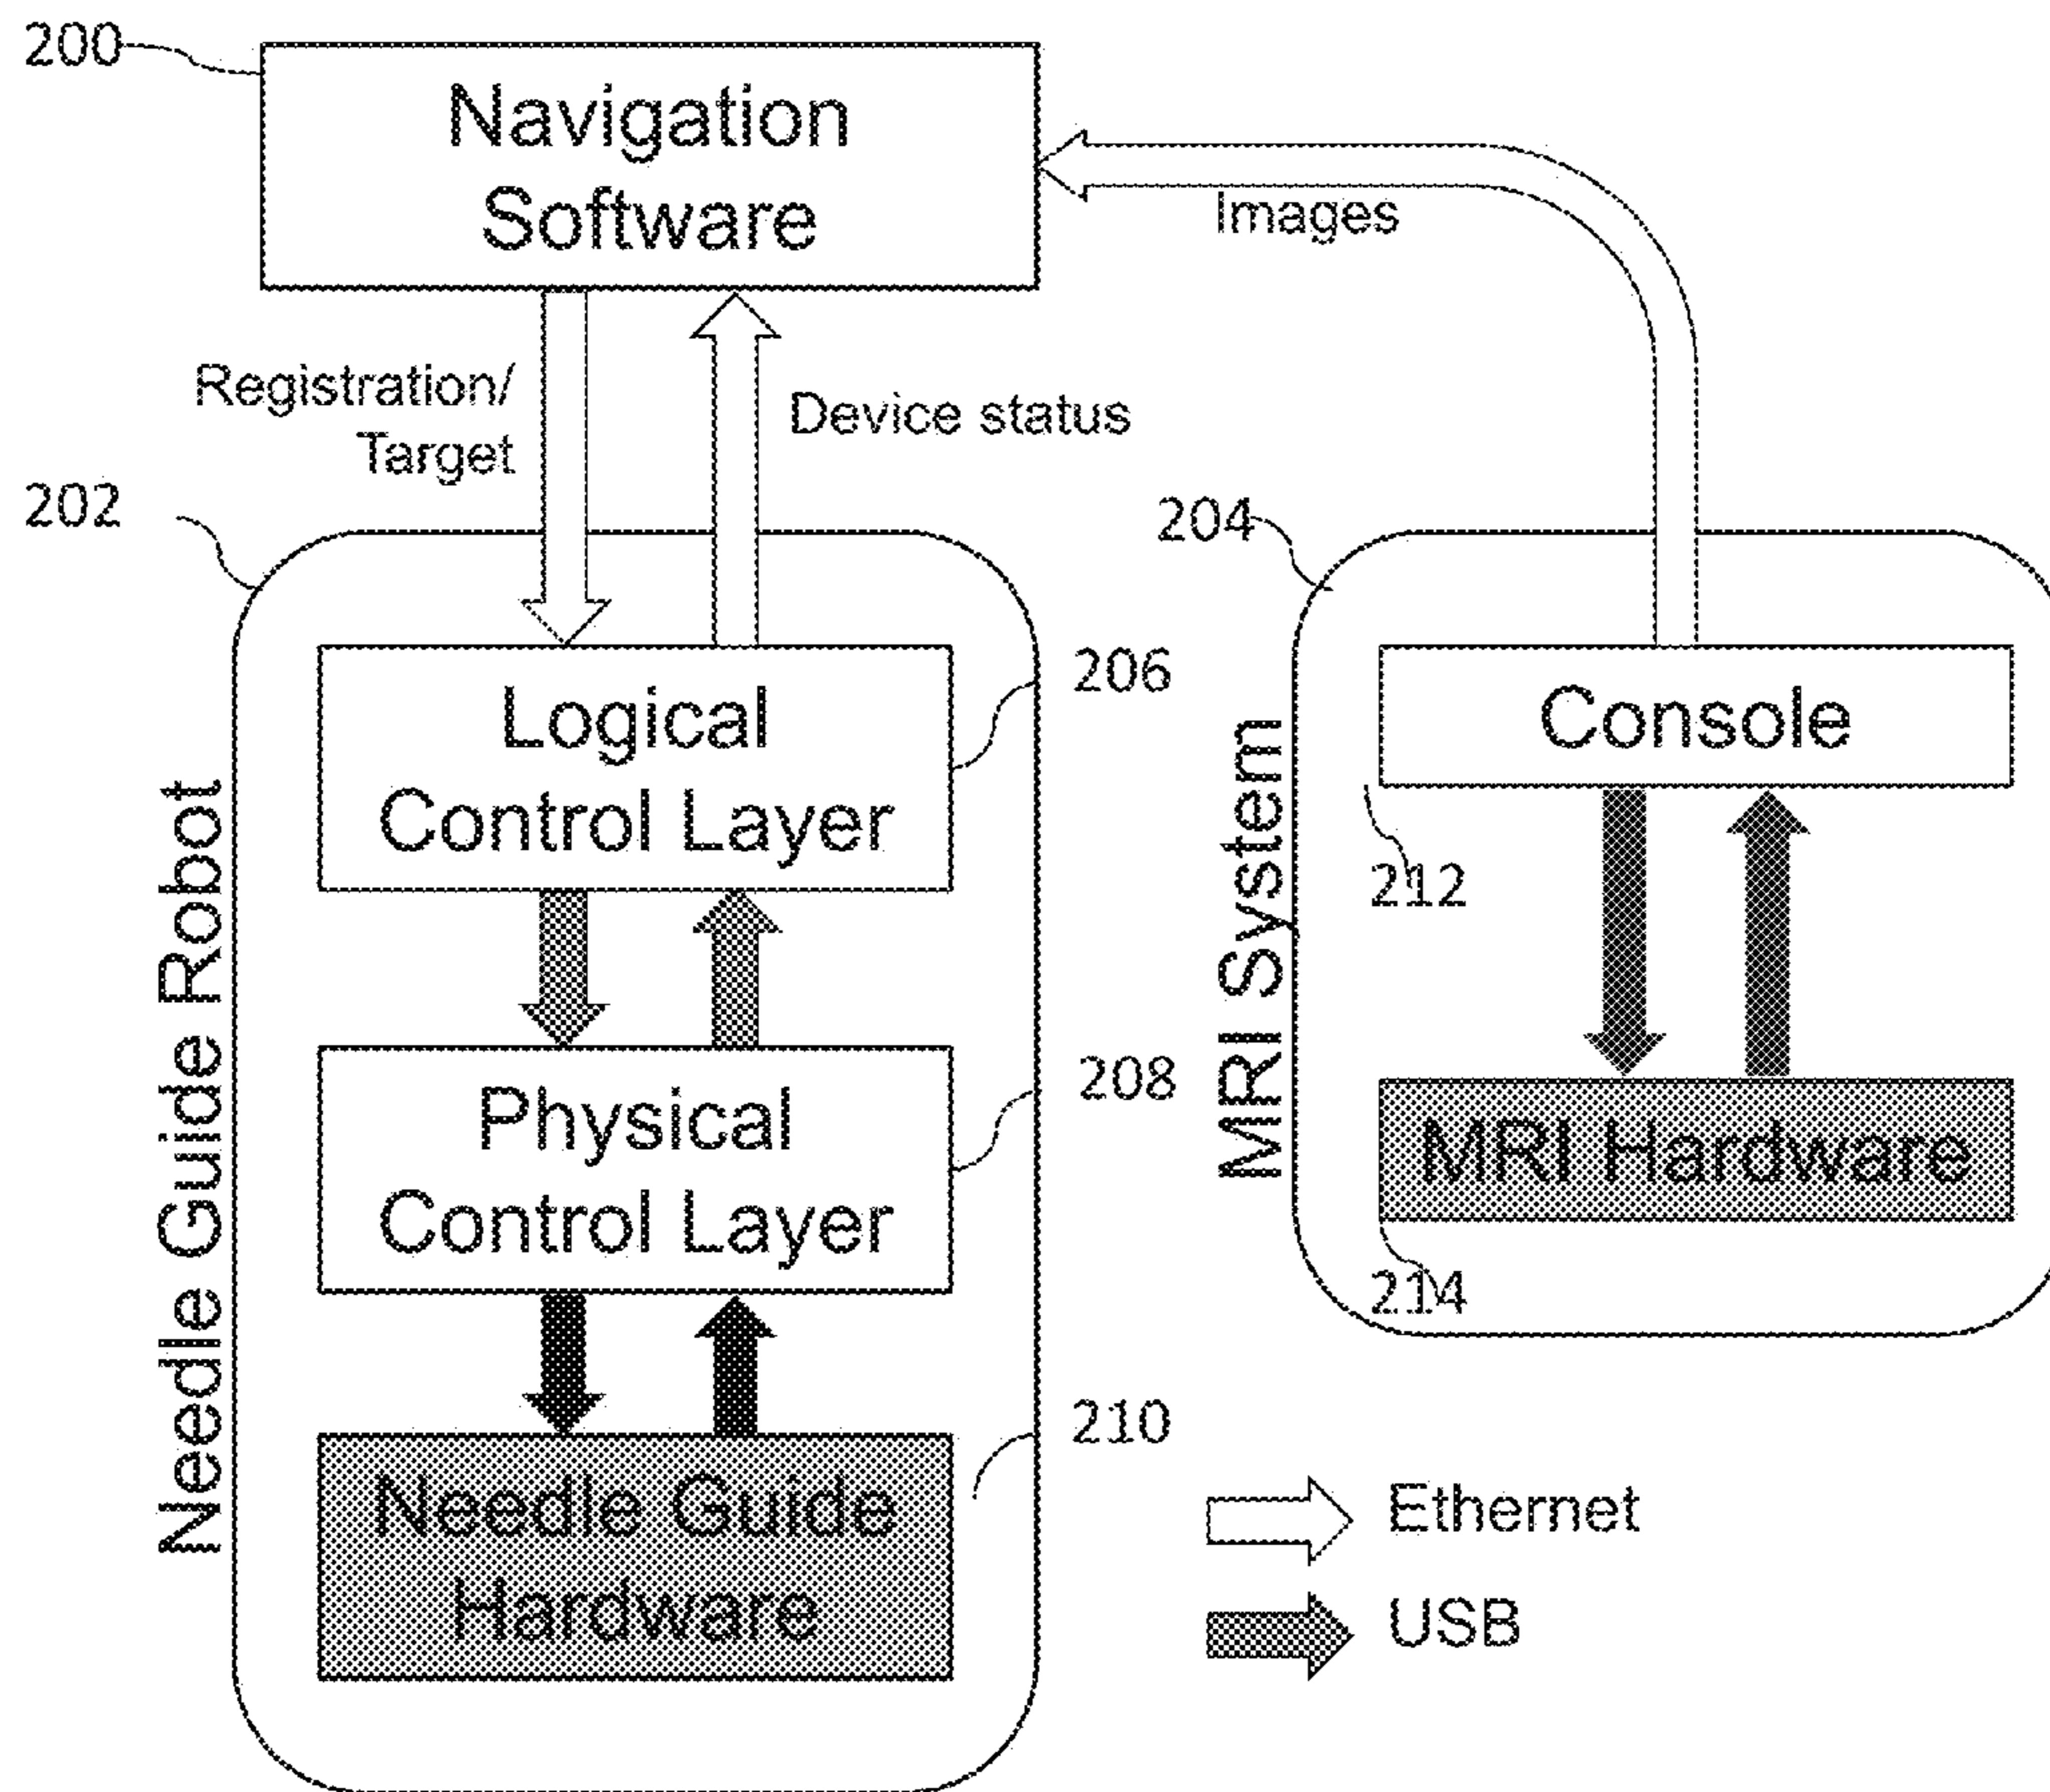 200
Navigation
Software
Images
Registration/
Target
Device status
202
204
Needle Guide Robot
Logical
Control Layer
206
Physical
Control Layer
208
Needle Guide
Hardware
210
MRI System
Console
212
MRI Hardware
214
Ethernet
USB